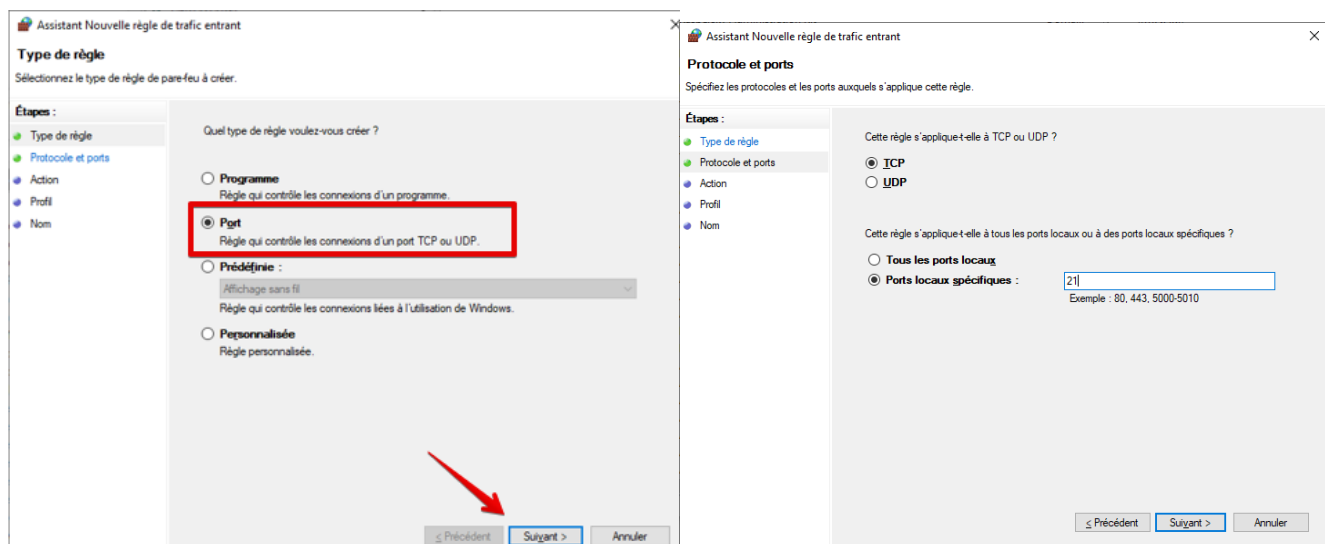 Assistant Nouvelle règle de trafic entrant
Type de règle
Sélectionnez le type de règle de pare-feu à créer.
Étapes :
Type de règle
Protocole et ports
Action
Profil
Nom
Quel type de règle voulez-vous créer ?
Programme
Règle qui contrôle les connexions d'un programme.
Port
Règle qui contrôle les connexions d'un port TCP ou UDP.
Prédéfinie :
Affichage sans fil
Règle qui contrôle les connexions liées à l'utilisation de Windows.
Personnalisée
Règle personnalisée.
< Précédent
Suivant >
Annuler
Assistant Nouvelle règle de trafic entrant
Protocole et ports
Spécifiez les protocoles et les ports auxquels s'applique cette règle.
Étapes :
Type de règle
Protocole et ports
Action
Profil
Nom
Cette règle s'applique-t-elle à TCP ou UDP ?
TCP
UDP
Cette règle s'applique-t-elle à tous les ports locaux ou à des ports locaux spécifiques ?
Tous les ports locaux
Ports locaux spécifiques :
21
Exemple : 80, 443, 5000-5010
< Précédent
Suivant >
Annuler